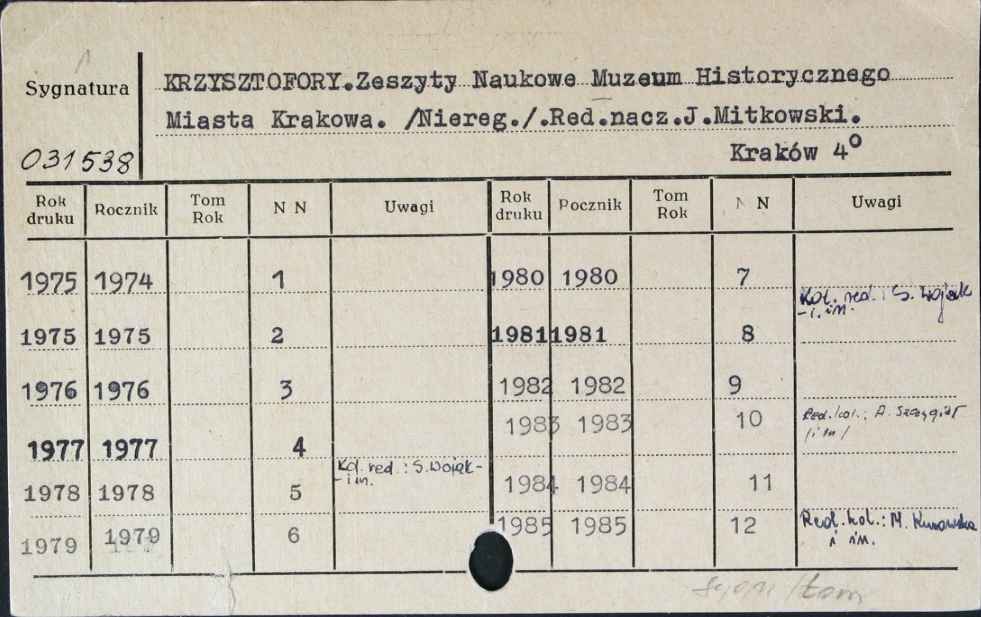 Sygnatura
KRZYSZTOFORY.Zeszyty Naukowe Muzeum Historycznego
Miasta Krakowa. /Niereg./.Red.nacz.J.Mitkowski.
031538
Kraków 4°
Rok druku Rocznik Tom Rok N N Uwagi Rok druku Rocznik Tom Rok N N Uwagi
1975 1974 1 1980 1980 7
Kol. red.: S. Wojak
- i in.
1975 1975 2 1981 1981 8
1976 1976 3 1982 1982 9
1983 1983 10 Red. kol.: A. Szczygieł
/i in/
1977 1977 4
Kol. red.: S. Wojak -
- i in.
1978 1978 5 1984 1984 11
1979 1979 6 1985 1985 12 Red. kol.: M.
i in.